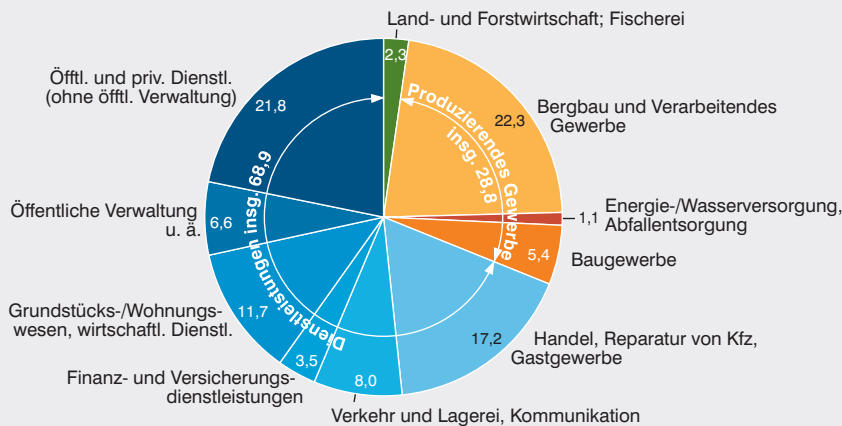 Land- und Forstwirtschaft; Fischerei
2,3
Bergbau und Verarbeitendes
Gewerbe
22,3
Produzierendes Gewerbe
insg. 28,8
Energie-/Wasserversorgung,
Abfallentsorgung
1,1
Baugewerbe
5,4
Handel, Reparatur von Kfz,
Gastgewerbe
17,2
Verkehr und Lagerei, Kommunikation
8,0
Finanz- und Versicherungs-
dienstleistungen
3,5
Grundstücks-/Wohnungs-
wesen, wirtschaftl. Dienstl.
11,7
Öffentliche Verwaltung
u. ä.
6,6
Öfftl. und priv. Dienstl.
(ohne öfftl. Verwaltung)
21,8
Dienstleistungen insg. 68,9